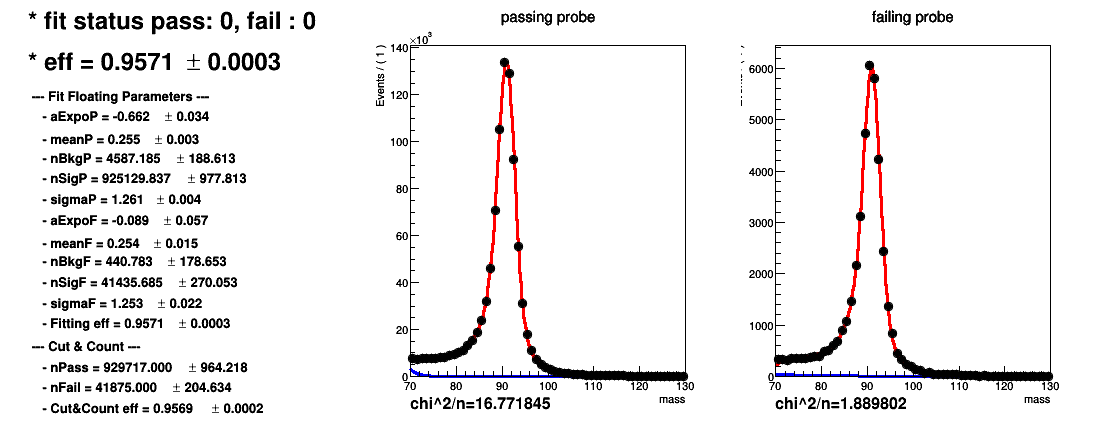 * fit status pass: 0, fail : 0
* eff = 0.9571 ± 0.0003
--- Fit Floating Parameters ---
- aExpoP = -0.662 ± 0.034
- meanP = 0.255 ± 0.003
- nBkgP = 4587.185 ± 188.613
- nSigP = 925129.837 ± 977.813
- sigmaP = 1.261 ± 0.004
- aExpoF = -0.089 ± 0.057
- meanF = 0.254 ± 0.015
- nBkgF = 440.783 ± 178.653
- nSigF = 41435.685 ± 270.053
- sigmaF = 1.253 ± 0.022
- Fitting eff = 0.9571 ± 0.0003
--- Cut & Count ---
- nPass = 929717.000 ± 964.218
- nFail = 41875.000 ± 204.634
- Cut&Count eff = 0.9569 ± 0.0002
passing probe
×10³
Events / ( 1 )
140
120
100
80
60
40
20
0
70 80 90 100 110 120 130
mass
chi^2/n=16.771845
failing probe
6000
5000
4000
3000
2000
1000
0
70 80 90 100 110 120 130
mass
chi^2/n=1.889802